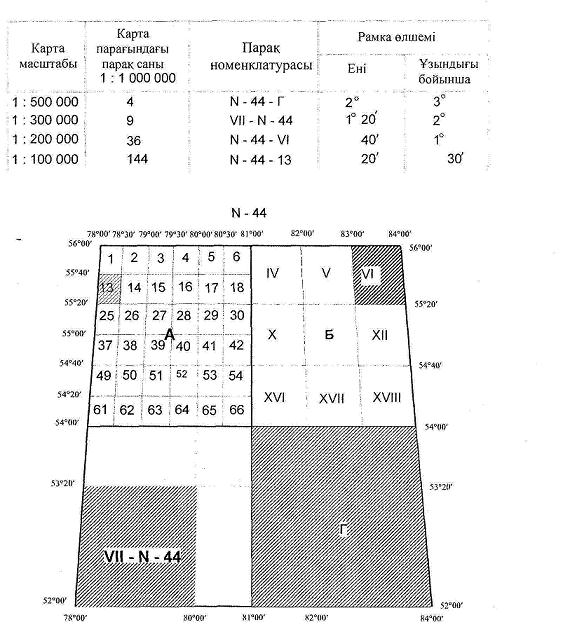 Карта масштабы
Карта парағындағы парақ саны 1 : 1 000 000
Парақ номенклатурасы
Рамка өлшемі
Ені
Ұзындығы бойынша
1 : 500 000 4 N - 44 - Г 2° 3°
1 : 300 000 9 VII - N - 44 1° 20′ 2°
1 : 200 000 36 N - 44 - VI 40′ 1°
1 : 100 000 144 N - 44 - 13 20′ 30′
N - 44
78°00′ 78°30′ 79°00′ 79°30′ 80°00′ 80°30′ 81°00′ 82°00′ 83°00′ 84°00′
56°00′ 56°00′
1 2 3 4 5 6
IV V VI
55°40′
13 14 15 16 17 18
55°20′ 55°20′
25 26 27 28 29 30
55°00′ А X Б XII
37 38 39 40 41 42
54°40′ 54°40′
49 50 51 52 53 54
54°20′
XVI XVII XVIII
61 62 63 64 65 66
54°00′ 54°00′
53°20′ 53°20′
Г
VII - N - 44
52°00′ 52°00′
78°00′ 80°00′ 81°00′ 82°00′ 84°00′